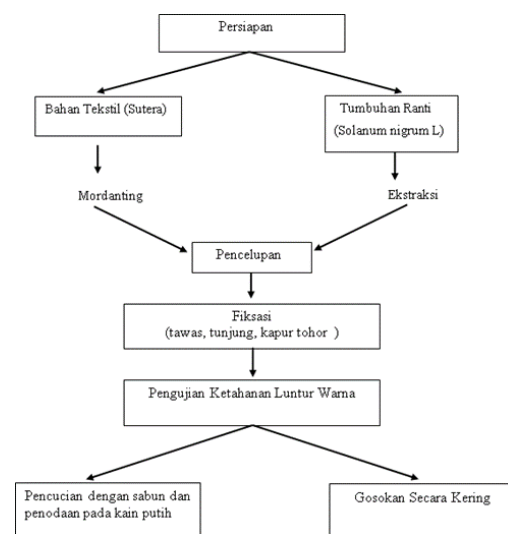 Persiapan
Bahan Tekstil (Sutera)
Tumbuhan Ranti
(Solanum nigrum L)
Mordanting
Ekstraksi
Pencelupan
Fiksasi
(tawas, tunjung, kapur tohor )
Pengujian Ketahanan Luntur Warna
Pencucian dengan sabun dan
penodaan pada kain putih
Gosokan Secara Kering